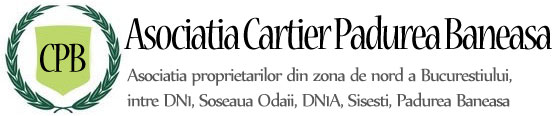 CPB
Asociatia Cartier Padurea Baneasa
Asociatia proprietarilor din zona de nord a Bucurestiului,
intre DN1, Soseaua Odaii, DN1A, Sisesti, Padurea Baneasa